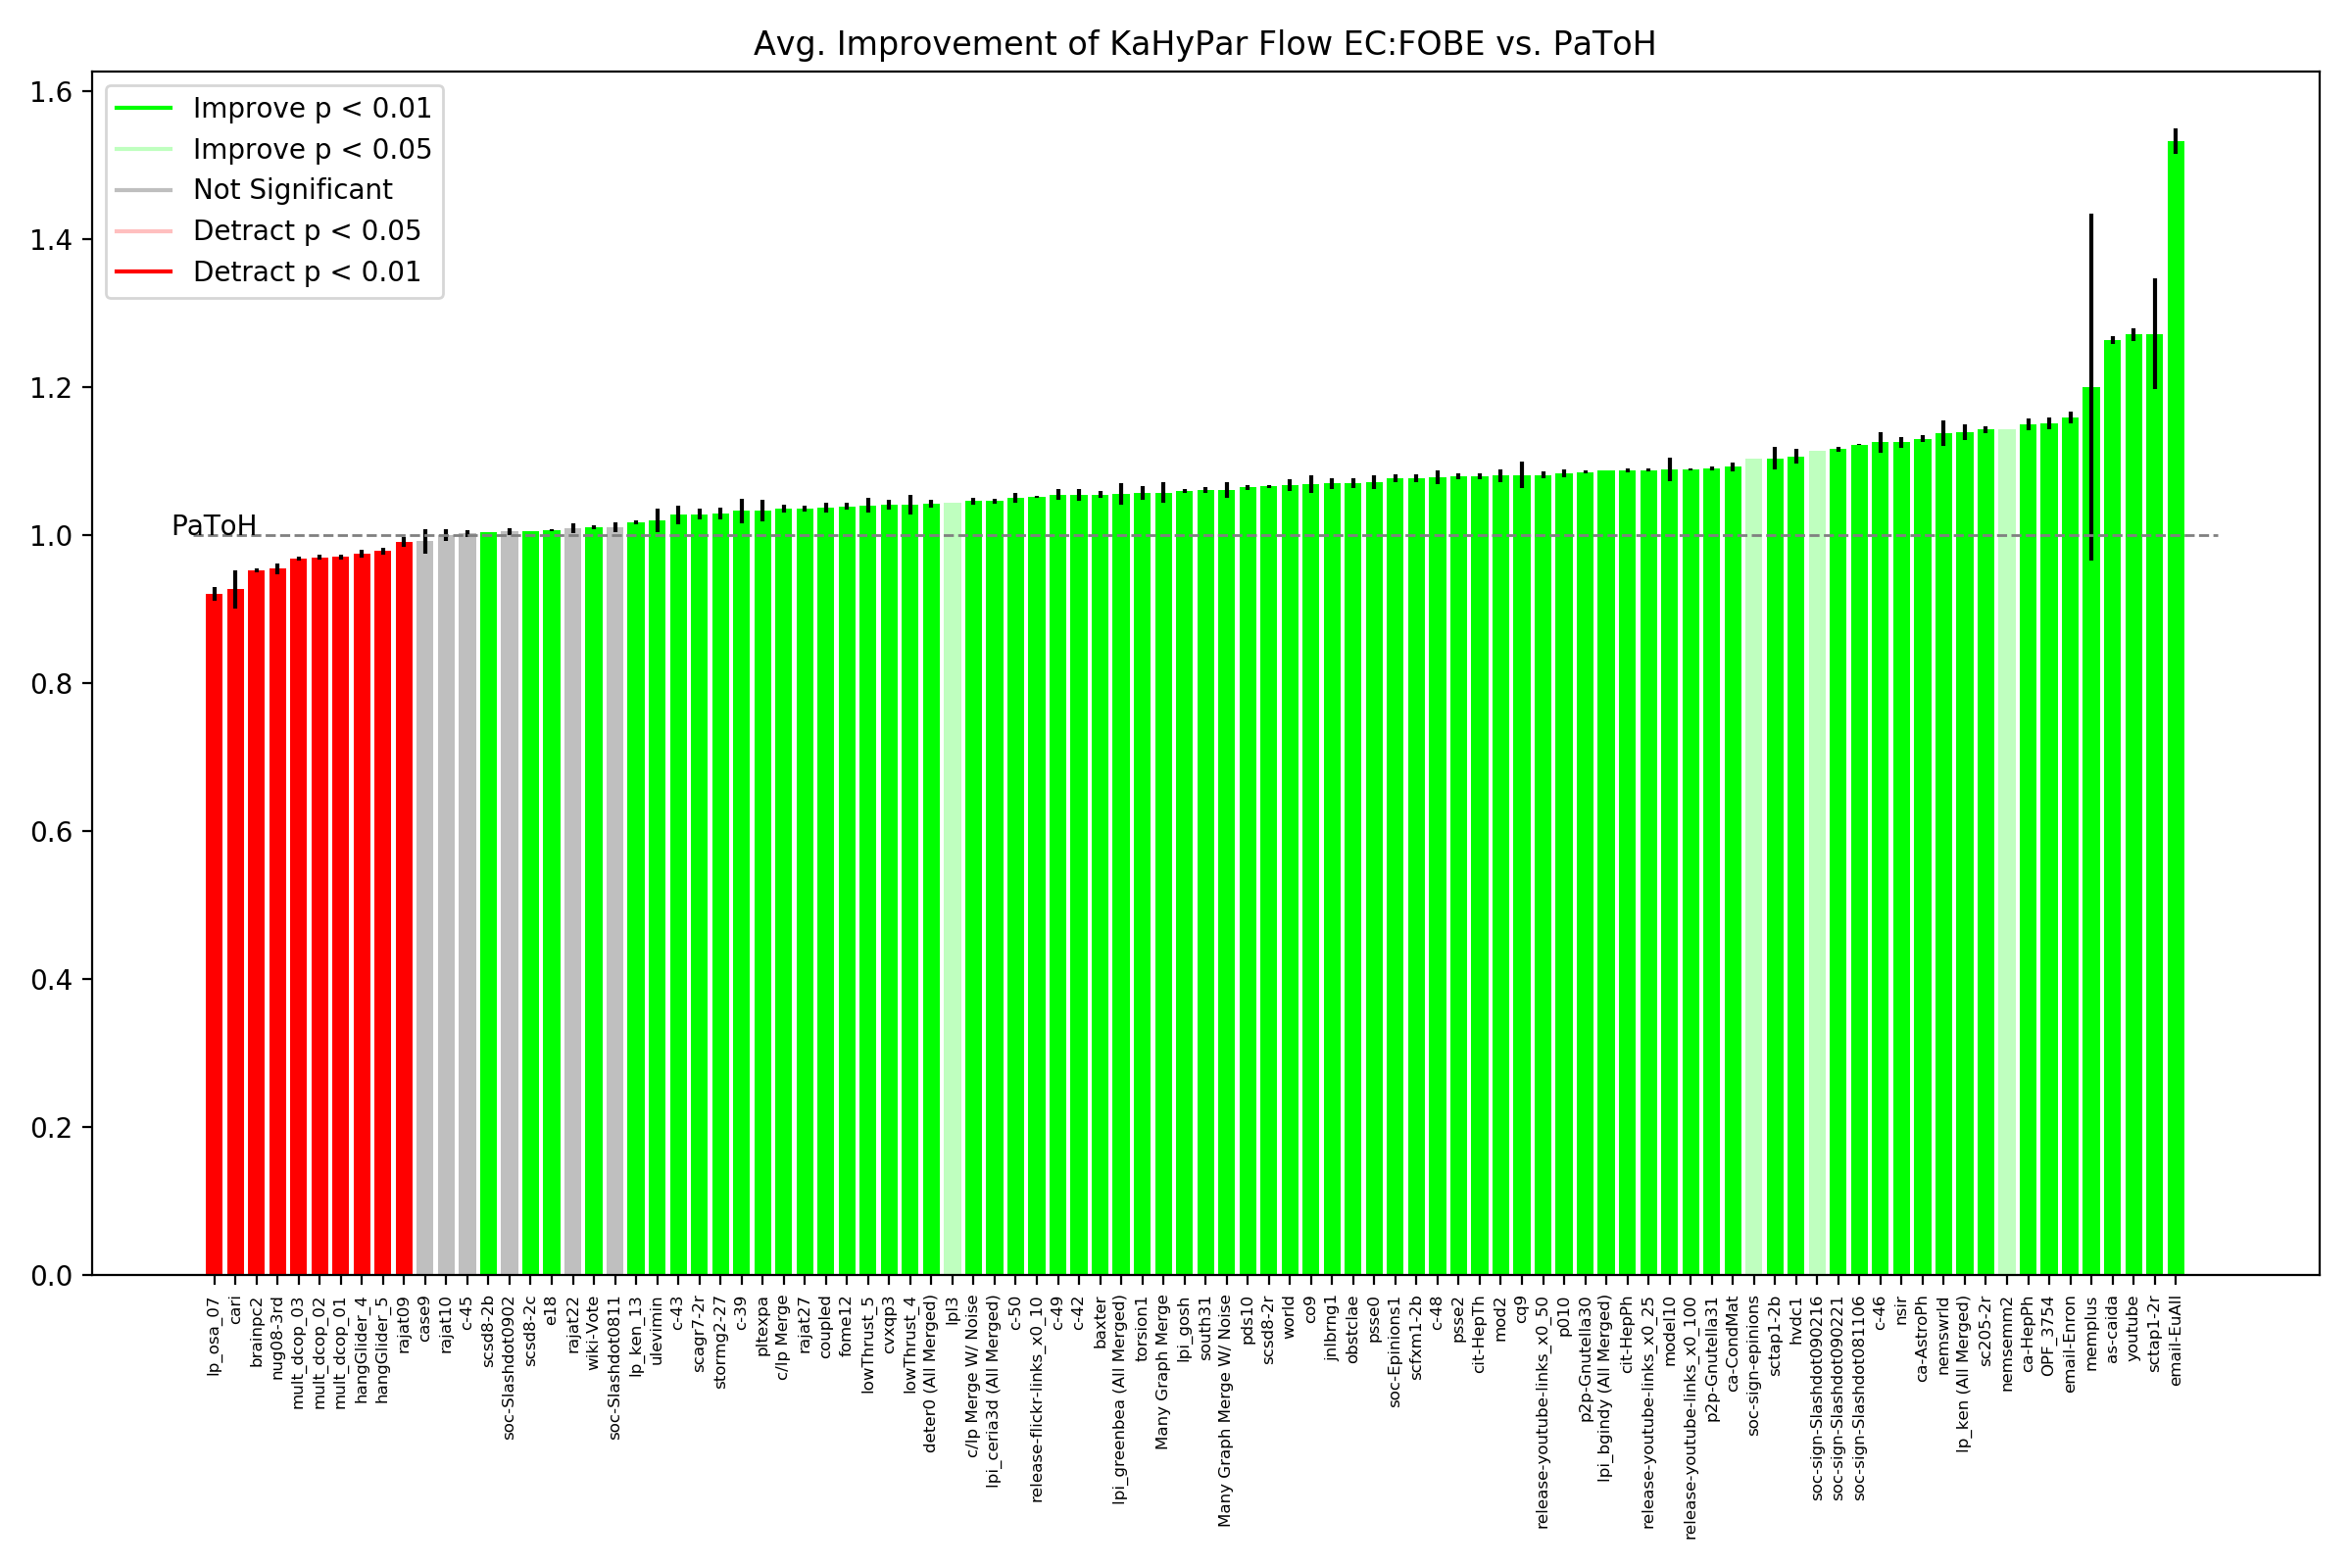 Avg. Improvement of KaHyPar Flow EC:FOBE vs. PaToH
Improve p < 0.01
Improve p < 0.05
Not Significant
Detract p < 0.05
Detract p < 0.01
1.6
1.4
1.2
1.0
0.8
0.6
0.4
0.2
0.0
PaToH
lp_osa_07
cari
brainpc2
nug08-3rd
mult_dcop_03
mult_dcop_02
mult_dcop_01
hangGlider_4
hangGlider_5
rajat09
case9
rajat10
c-45
scsd8-2b
soc-Slashdot0902
scsd8-2c
e18
rajat22
wiki-Vote
soc-Slashdot0811
lp_ken_13
ulevimin
c-43
scagr7-2r
stormg2-27
c-39
pltexpa
c/lp Merge
rajat27
coupled
fome12
lowThrust_5
cvxqp3
lowThrust_4
deter0 (All Merged)
lpl3
c/lp Merge W/ Noise
lpi_ceria3d (All Merged)
c-50
release-flickr-links_x0_10
c-49
c-42
baxter
lpi_greenbea (All Merged)
torsion1
Many Graph Merge
lpi_gosh
south31
Many Graph Merge W/ Noise
pds10
scsd8-2r
world
co9
jnlbrng1
obstclae
psse0
soc-Epinions1
scfxm1-2b
c-48
psse2
cit-HepTh
mod2
cq9
release-youtube-links_x0_50
p010
p2p-Gnutella30
lpi_bgindy (All Merged)
cit-HepPh
release-youtube-links_x0_25
model10
release-youtube-links_x0_100
p2p-Gnutella31
ca-CondMat
soc-sign-epinions
sctap1-2b
hvdc1
soc-sign-Slashdot090216
soc-sign-Slashdot090221
soc-sign-Slashdot081106
c-46
nsir
ca-AstroPh
nemswrld
lp_ken (All Merged)
sc205-2r
nemsemm2
ca-HepPh
OPF_3754
email-Enron
memplus
as-caida
youtube
sctap1-2r
email-EuAll